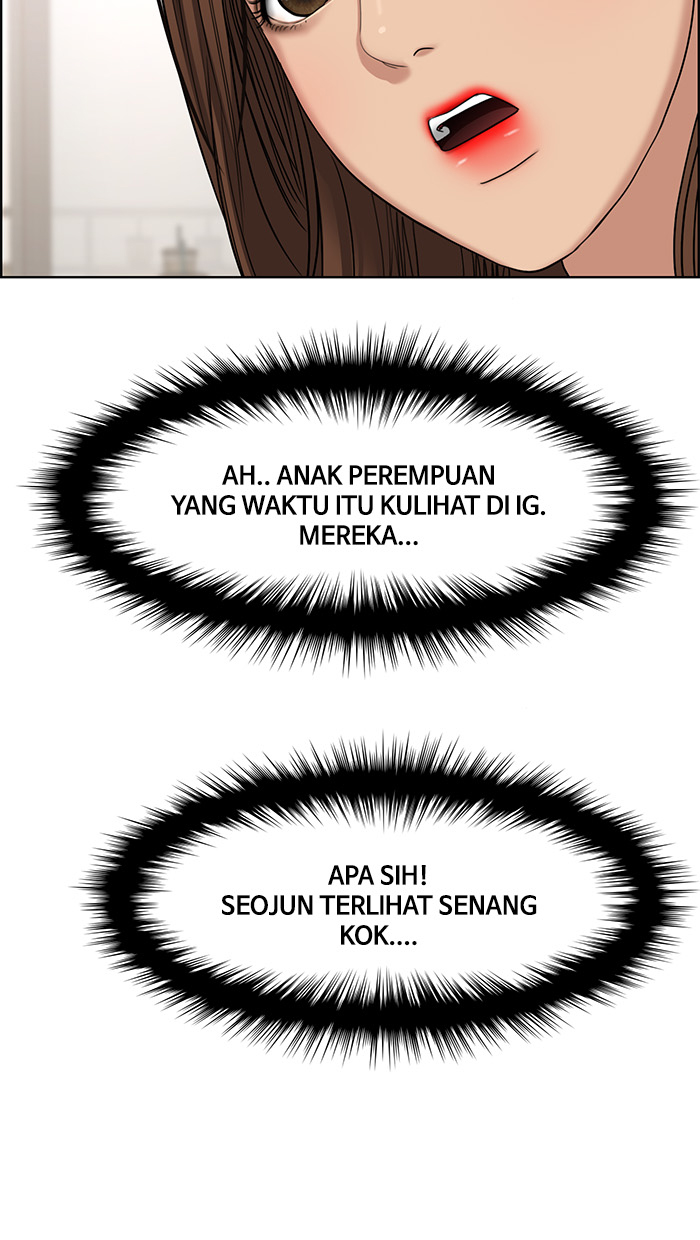 AH.. ANAK PEREMPUAN
YANG WAKTU ITU KULIHAT DI IG.
MEREKA...
APA SIH!
SEOJUN TERLIHAT SENANG
KOK....